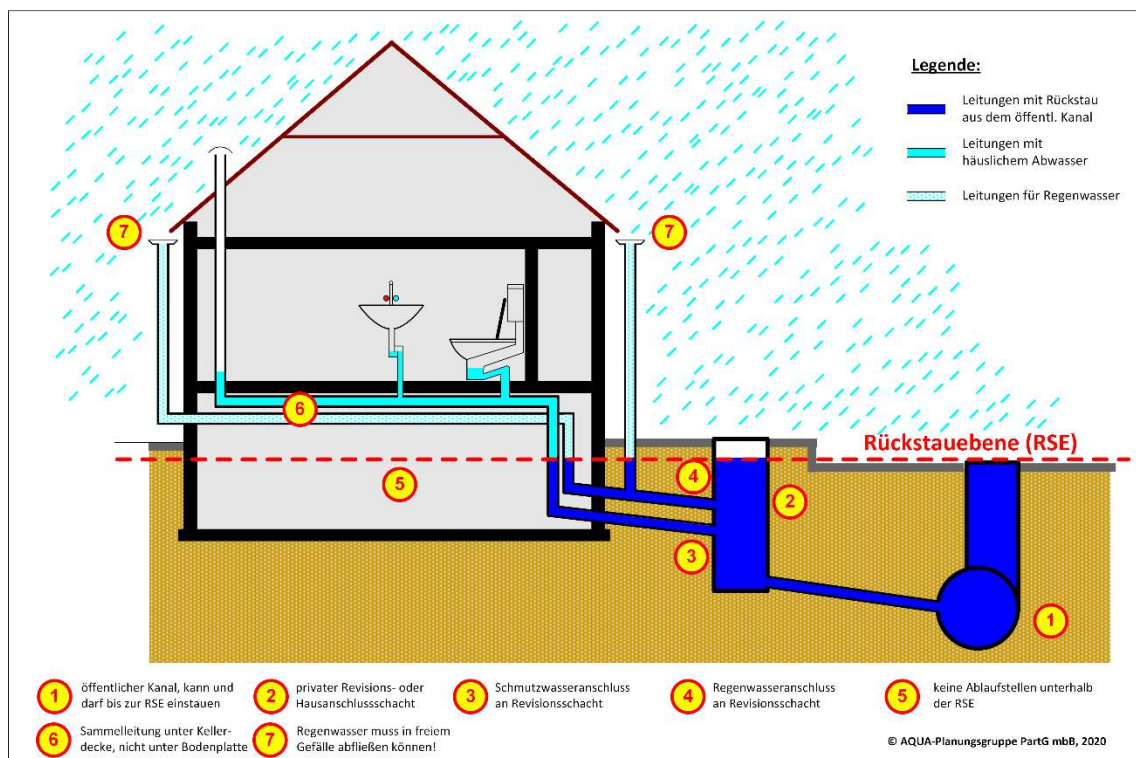 Legende:
Leitungen mit Rückstau
aus dem öffentl. Kanal
Leitungen mit
häuslichem Abwasser
Leitungen für Regenwasser
7
7
6
Rückstauebene (RSE)
5
4
2
3
1
1
öffentlicher Kanal, kann und
darf bis zur RSE einstauen
2
privater Revisions- oder
Hausanschlussschacht
3
Schmutzwasseranschluss
an Revisionsschacht
4
Regenwasseranschluss
an Revisionsschacht
5
keine Ablaufstellen unterhalb
der RSE
6
Sammelleitung unter Keller-
decke, nicht unter Bodenplatte
7
Regenwasser muss in freiem
Gefälle abfließen können!
© AQUA-Planungsgruppe PartG mbB, 2020